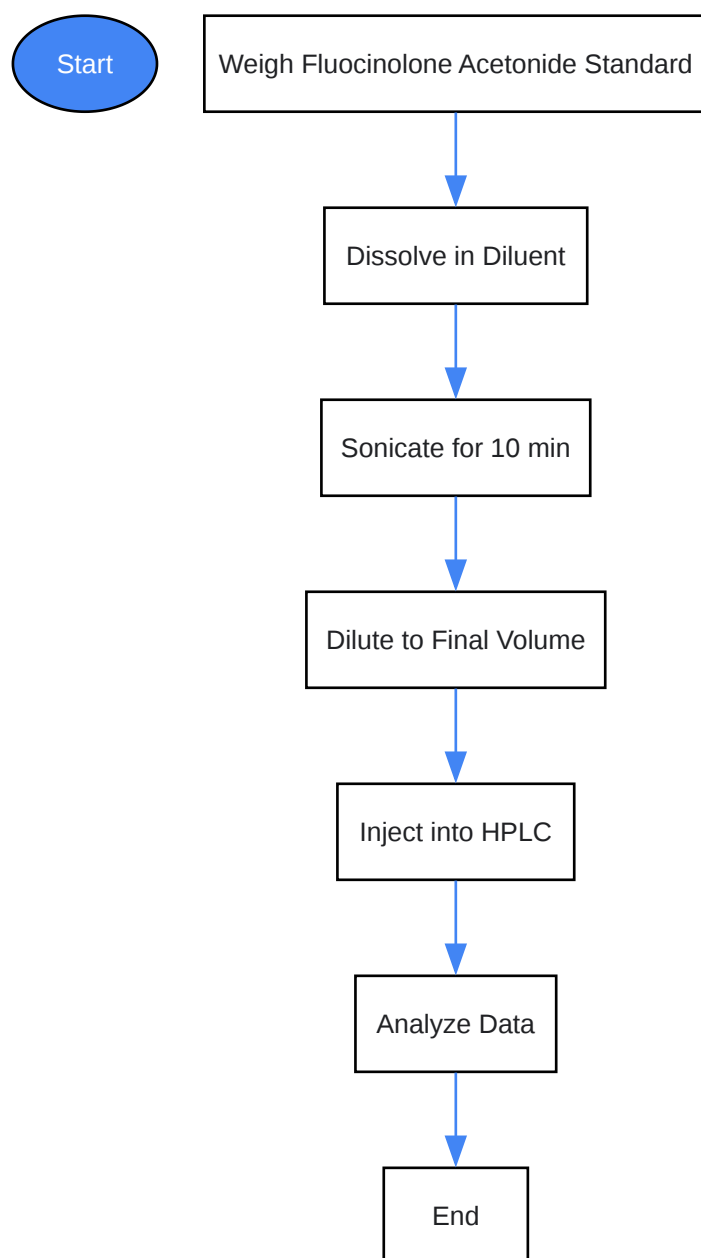 Start
Weigh Fluocinolone Acetonide Standard
Dissolve in Diluent
Sonicate for 10 min
Dilute to Final Volume
Inject into HPLC
Analyze Data
End